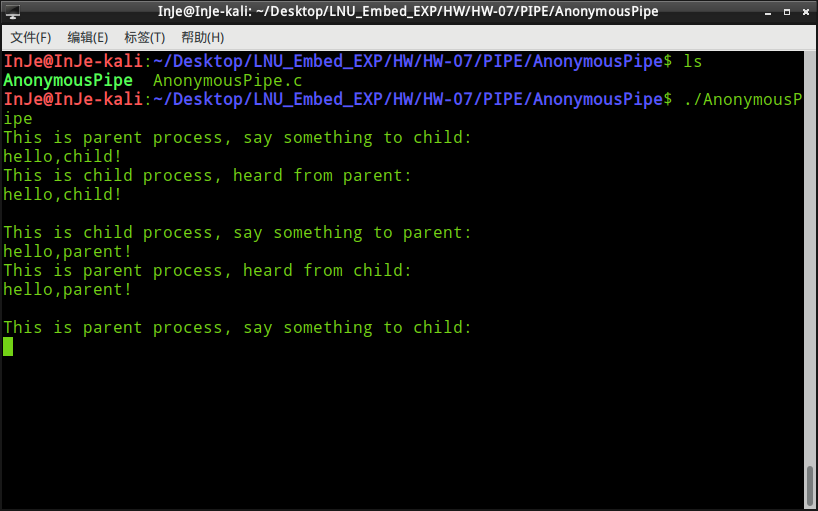 InJe@InJe-kali: ~/Desktop/LNU_Embed_EXP/HW/HW-07/PIPE/AnonymousPipe
文件(F) 编辑(E) 标签(T) 帮助(H)
InJe@InJe-kali:~/Desktop/LNU_Embed_EXP/HW/HW-07/PIPE/AnonymousPipe$ ls
AnonymousPipe  AnonymousPipe.c
InJe@InJe-kali:~/Desktop/LNU_Embed_EXP/HW/HW-07/PIPE/AnonymousPipe$ ./AnonymousP
ipe
This is parent process, say something to child:
hello,child!
This is child process, heard from parent:
hello,child!
This is child process, say something to parent:
hello,parent!
This is parent process, heard from child:
hello,parent!
This is parent process, say something to child: